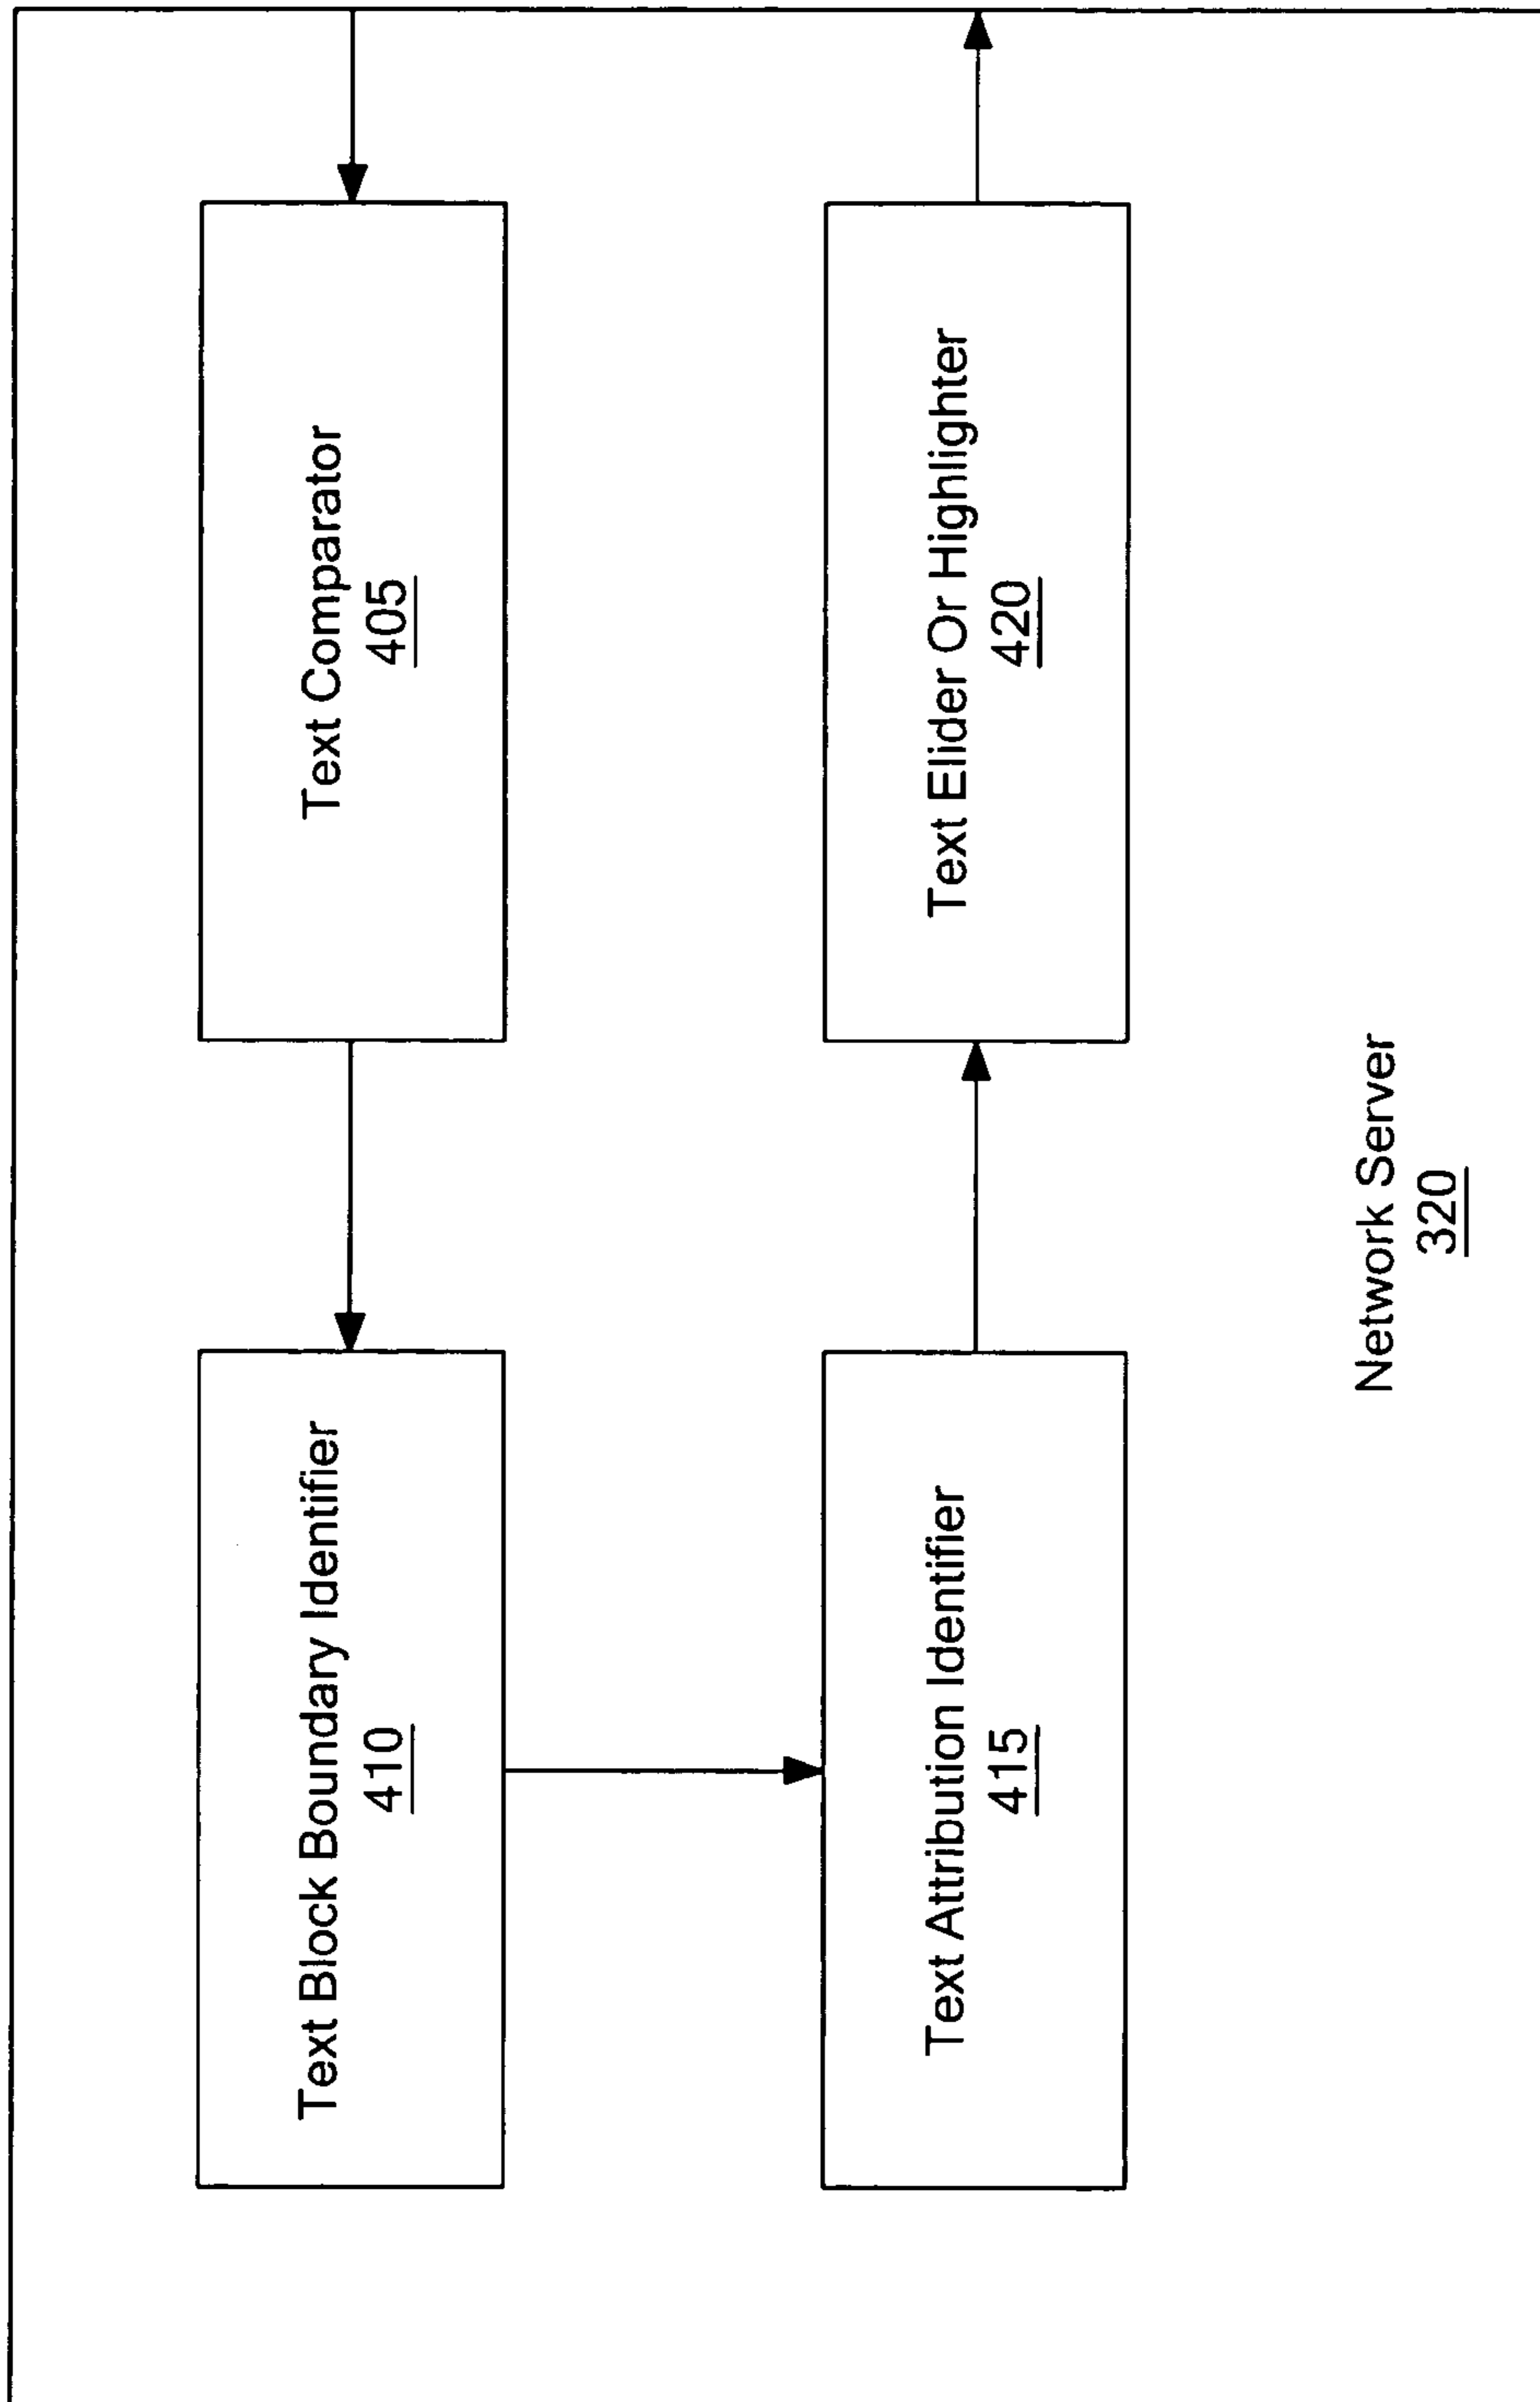 Text Block Boundary Identifier
410
Text Comparator
405
Text Attribution Identifier
415
Text Elider Or Highlighter
420
Network Server
320